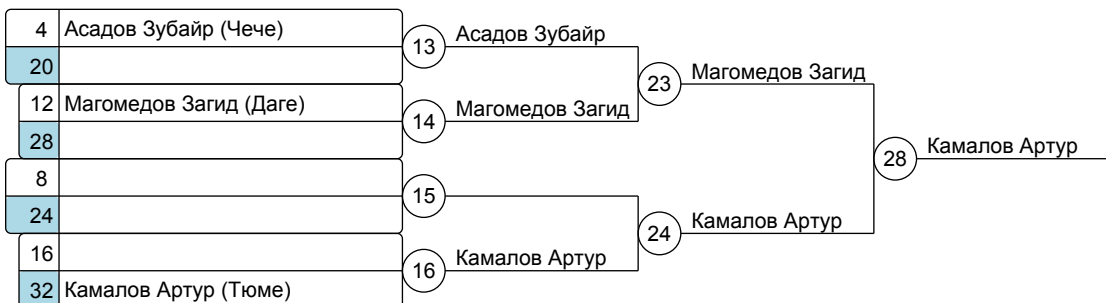 4 Асадов Зубайр (Чече)
20
12 Магомедов Загид (Даге)
28
8
24
16
32 Камалов Артур (Тюме)
13 Асадов Зубайр
14 Магомедов Загид
15
16 Камалов Артур
23 Магомедов Загид
24 Камалов Артур
28 Камалов Артур